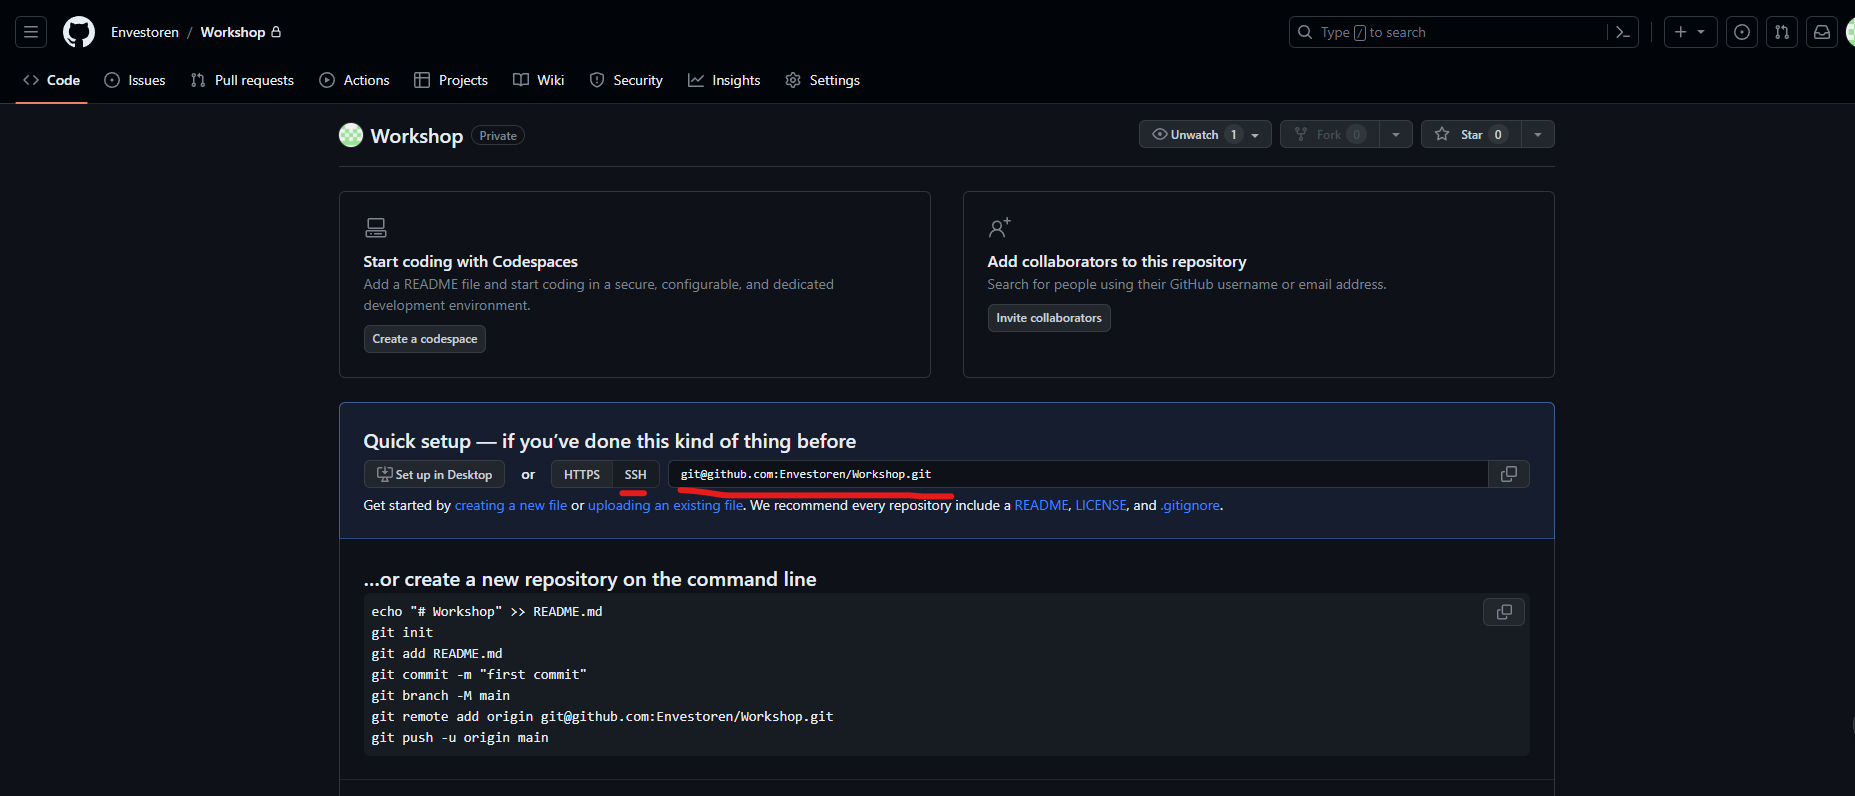 Envestoren / Workshop
Type / to search
Code Issues Pull requests Actions Projects Wiki Security Insights Settings
Workshop Private
Unwatch 1 Fork 0 Star 0
Start coding with Codespaces
Add a README file and start coding in a secure, configurable, and dedicated
development environment.
Create a codespace
Add collaborators to this repository
Search for people using their GitHub username or email address.
Invite collaborators
Quick setup — if you’ve done this kind of thing before
Set up in Desktop or HTTPS SSH git@github.com:Envestoren/Workshop.git
Get started by creating a new file or uploading an existing file. We recommend every repository include a README, LICENSE, and .gitignore.
…or create a new repository on the command line
echo "# Workshop" >> README.md
git init
git add README.md
git commit -m "first commit"
git branch -M main
git remote add origin git@github.com:Envestoren/Workshop.git
git push -u origin main